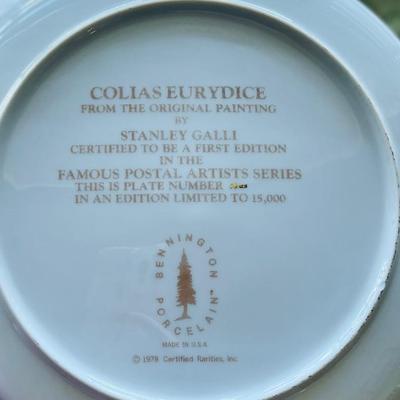 COLIAS EURYDICE
FROM THE ORIGINAL PAINTING
BY
STANLEY GALLI
CERTIFIED TO BE A FIRST EDITION
IN THE
FAMOUS POSTAL ARTISTS SERIES
THIS IS PLATE NUMBER
IN AN EDITION LIMITED TO 15,000
BENNINGTON
PORCELAIN
MADE IN U.S.A.
© 1979 Certified Rarities, Inc.